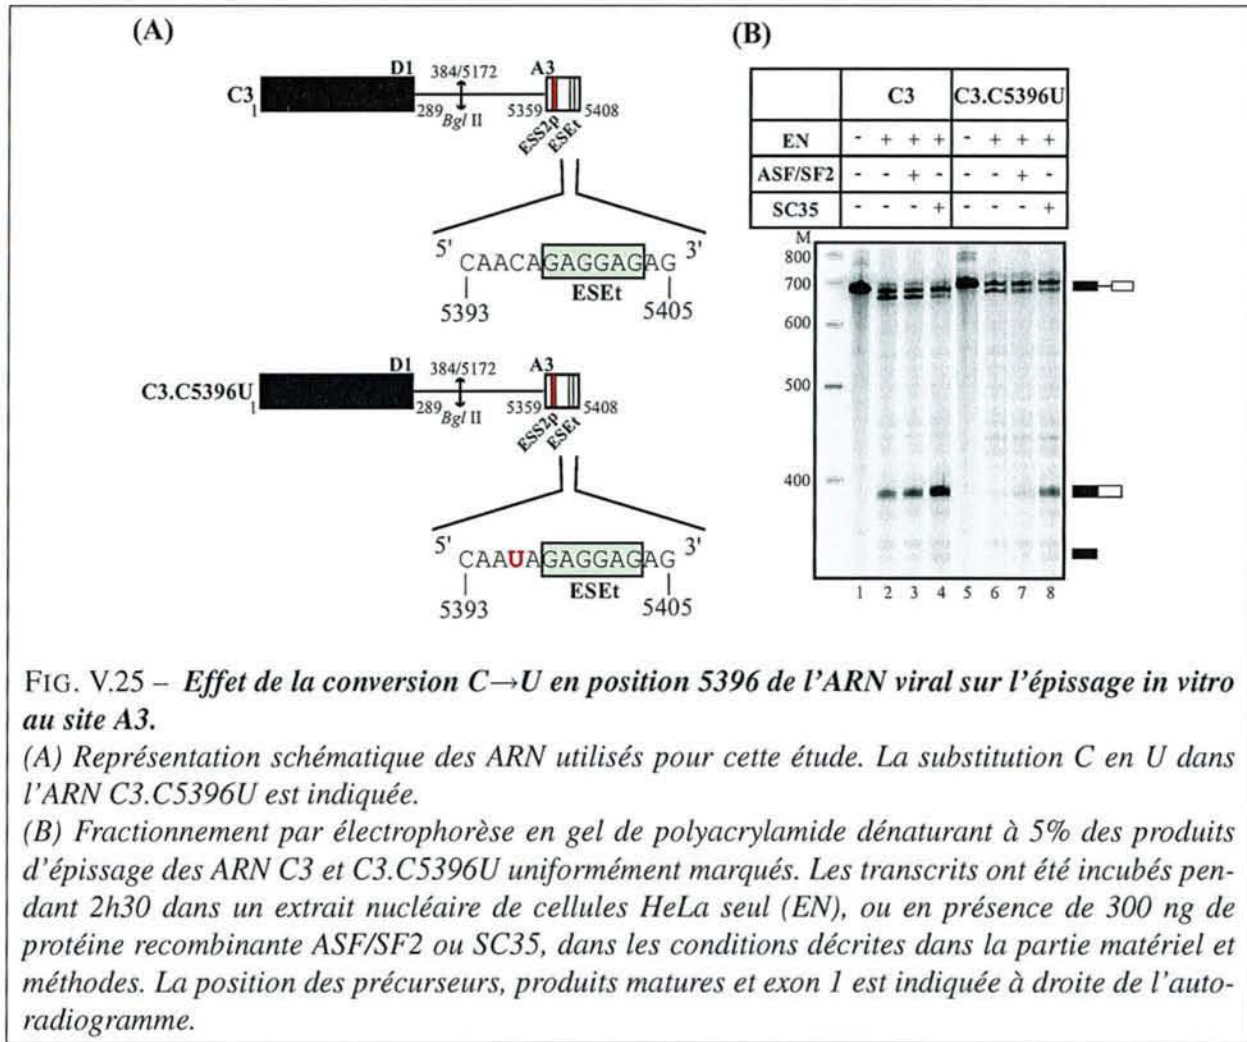 (A)
D1 384/5172 A3
C3
1 289 Bgl II 5359 5408
ESS2p ESEt
5' CAACAGAGGAGAG 3'
ESEt
5393 5405
D1 384/5172 A3
C3.C5396U
1 289 Bgl II 5359 5408
ESS2p ESEt
5' CAAUAGAGGAGAG 3'
ESEt
5393 5405
(B)
C3 C3.C5396U
EN - + + + - + + +
ASF/SF2 - - + - - - + -
SC35 - - - + - - - +
M
800
700
600
500
400
1 2 3 4 5 6 7 8
FIG. V.25 – Effet de la conversion C→U en position 5396 de l'ARN viral sur l'épissage in vitro
au site A3.
(A) Représentation schématique des ARN utilisés pour cette étude. La substitution C en U dans
l'ARN C3.C5396U est indiquée.
(B) Fractionnement par électrophorèse en gel de polyacrylamide dénaturant à 5% des produits
d'épissage des ARN C3 et C3.C5396U uniformément marqués. Les transcrits ont été incubés pen-
dant 2h30 dans un extrait nucléaire de cellules HeLa seul (EN), ou en présence de 300 ng de
protéine recombinante ASF/SF2 ou SC35, dans les conditions décrites dans la partie matériel et
méthodes. La position des précurseurs, produits matures et exon 1 est indiquée à droite de l'auto-
radiogramme.